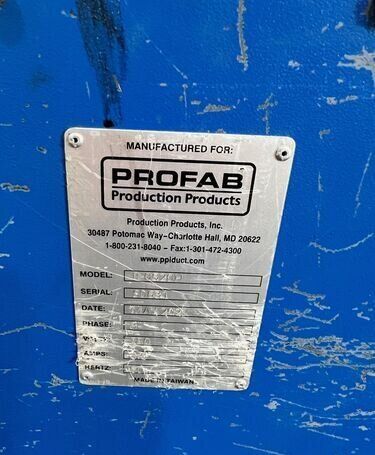 MANUFACTURED FOR:
PROFAB
Production Products
Production Products, Inc.
30487 Potomac Way–Charlotte Hall, MD 20622
1-800-231-8040 – Fax:1-301-472-4300
www.ppiduct.com
MODEL:
SERIAL:
DATE:
PHASE:
AMPS:
HERTZ:
MADE IN TAIWAN